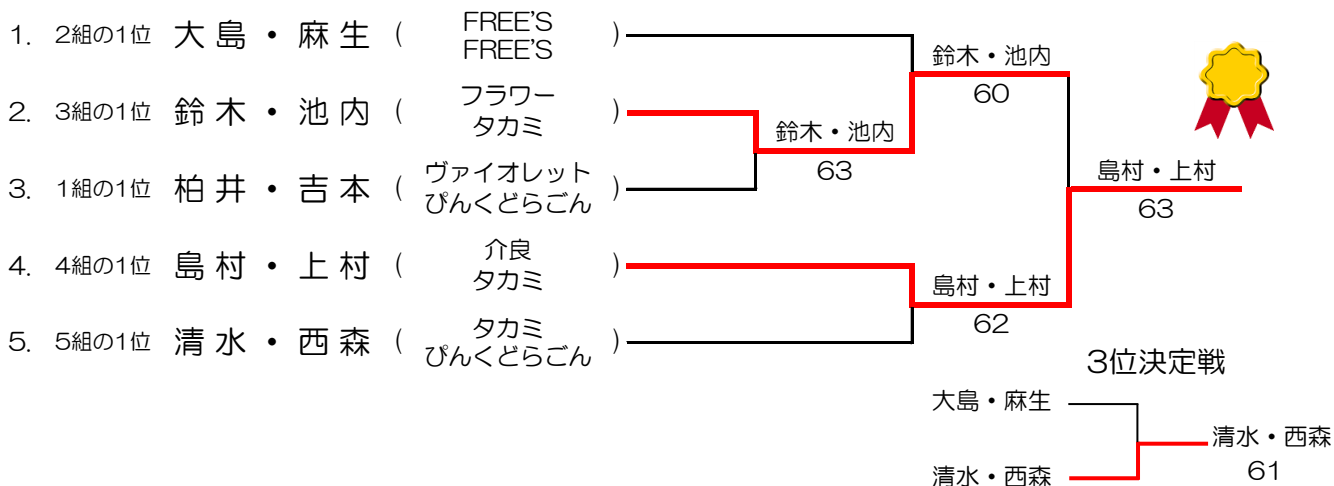 1. 2組の1位 大島・麻生 ( FREE'S FREE'S )
2. 3組の1位 鈴木・池内 ( フラワー タカミ )
3. 1組の1位 柏井・吉本 ( ヴァイオレット ぴんくどらごん )
4. 4組の1位 島村・上村 ( 介良 タカミ )
5. 5組の1位 清水・西森 ( タカミ ぴんくどらごん )
鈴木・池内
63
鈴木・池内
60
島村・上村
62
島村・上村
63
3位決定戦
大島・麻生
清水・西森
清水・西森
61